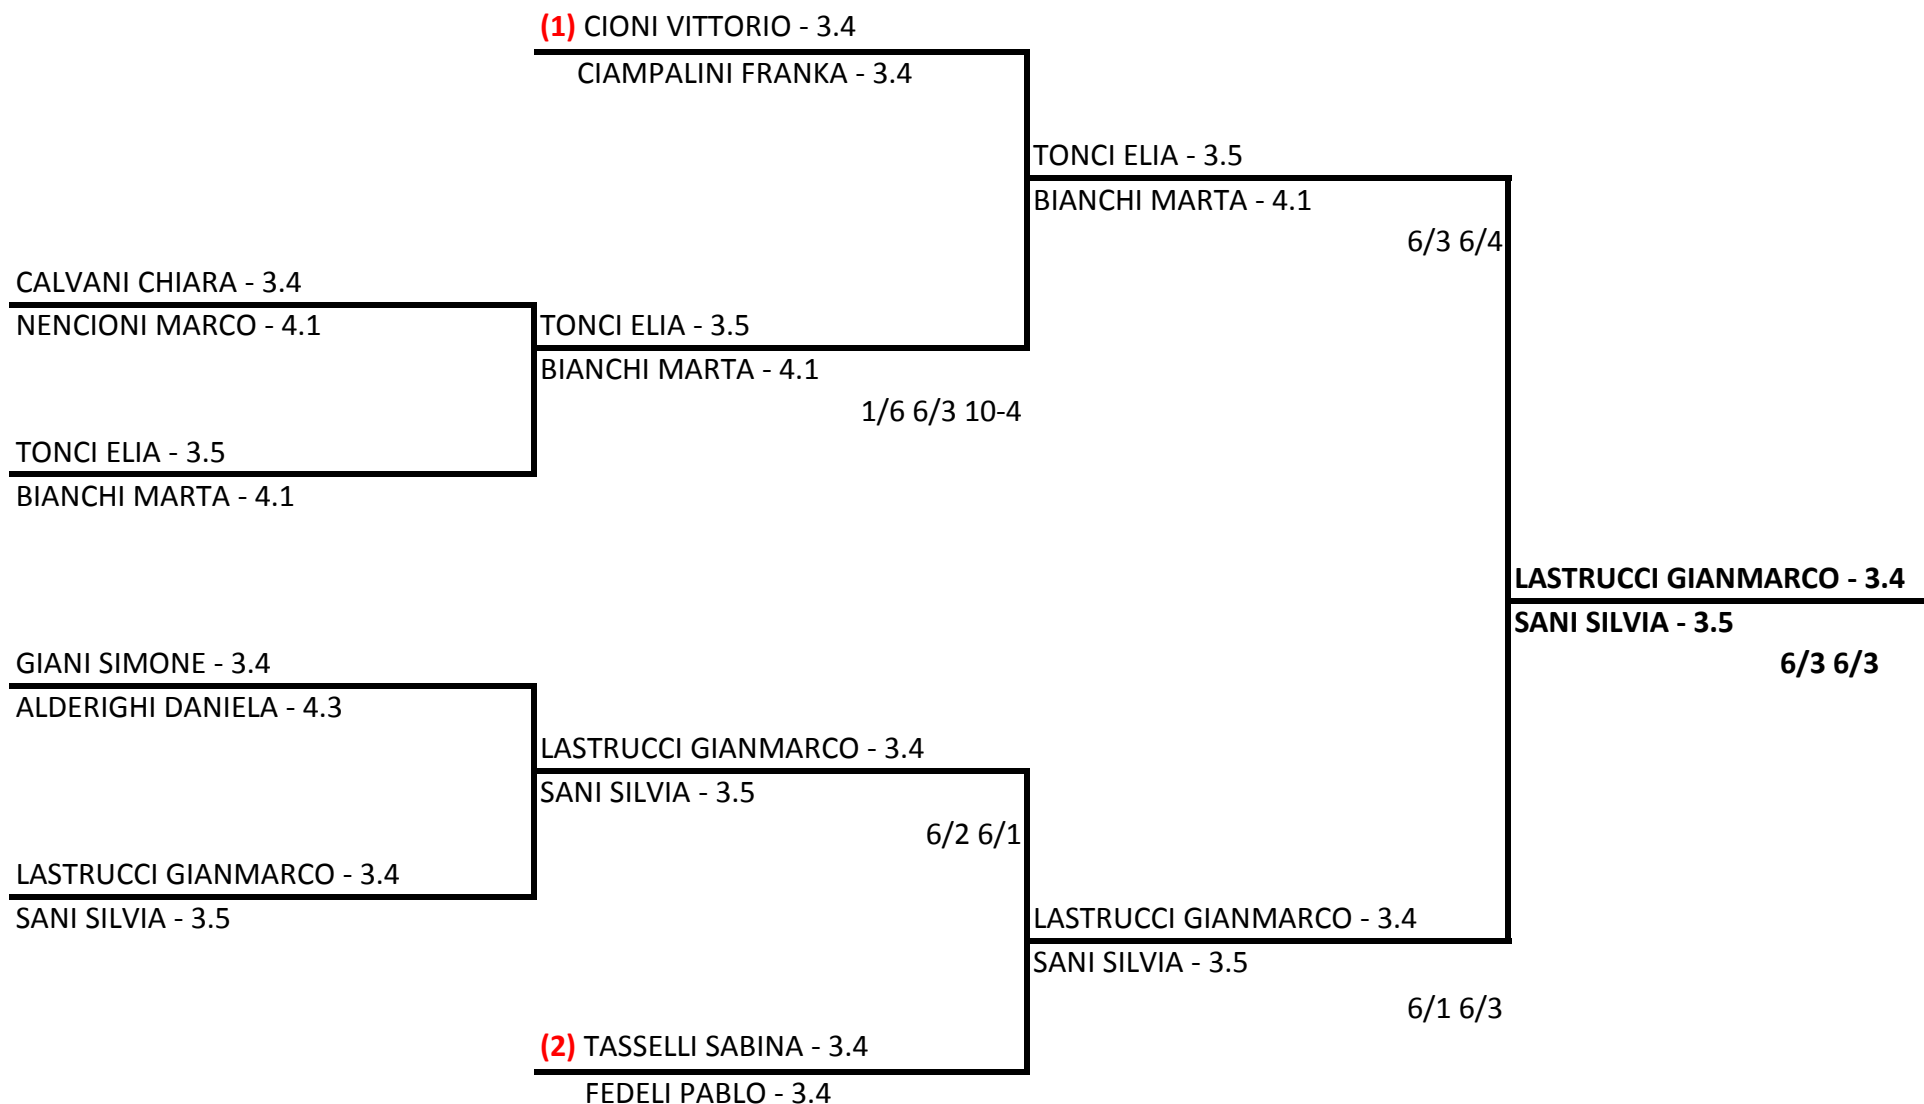 (1) CIONI VITTORIO - 3.4
CIAMPALINI FRANKA - 3.4
TONCI ELIA - 3.5
BIANCHI MARTA - 4.1
6/3 6/4
CALVANI CHIARA - 3.4
NENCIONI MARCO - 4.1
TONCI ELIA - 3.5
BIANCHI MARTA - 4.1
1/6 6/3 10-4
TONCI ELIA - 3.5
BIANCHI MARTA - 4.1
LASTRUCCI GIANMARCO - 3.4
SANI SILVIA - 3.5
6/3 6/3
GIANI SIMONE - 3.4
ALDERIGHI DANIELA - 4.3
LASTRUCCI GIANMARCO - 3.4
SANI SILVIA - 3.5
6/2 6/1
LASTRUCCI GIANMARCO - 3.4
SANI SILVIA - 3.5
LASTRUCCI GIANMARCO - 3.4
SANI SILVIA - 3.5
6/1 6/3
(2) TASSELLI SABINA - 3.4
FEDELI PABLO - 3.4